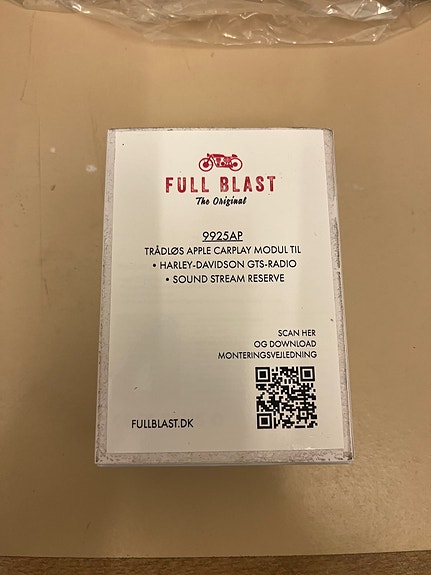 FULL BLAST
The Original
9925AP
TRÅDLØS APPLE CARPLAY MODUL TIL
• HARLEY-DAVIDSON GTS-RADIO
• SOUND STREAM RESERVE
SCAN HER
OG DOWNLOAD
MONTERINGSVEJLEDNING
FULLBLAST.DK